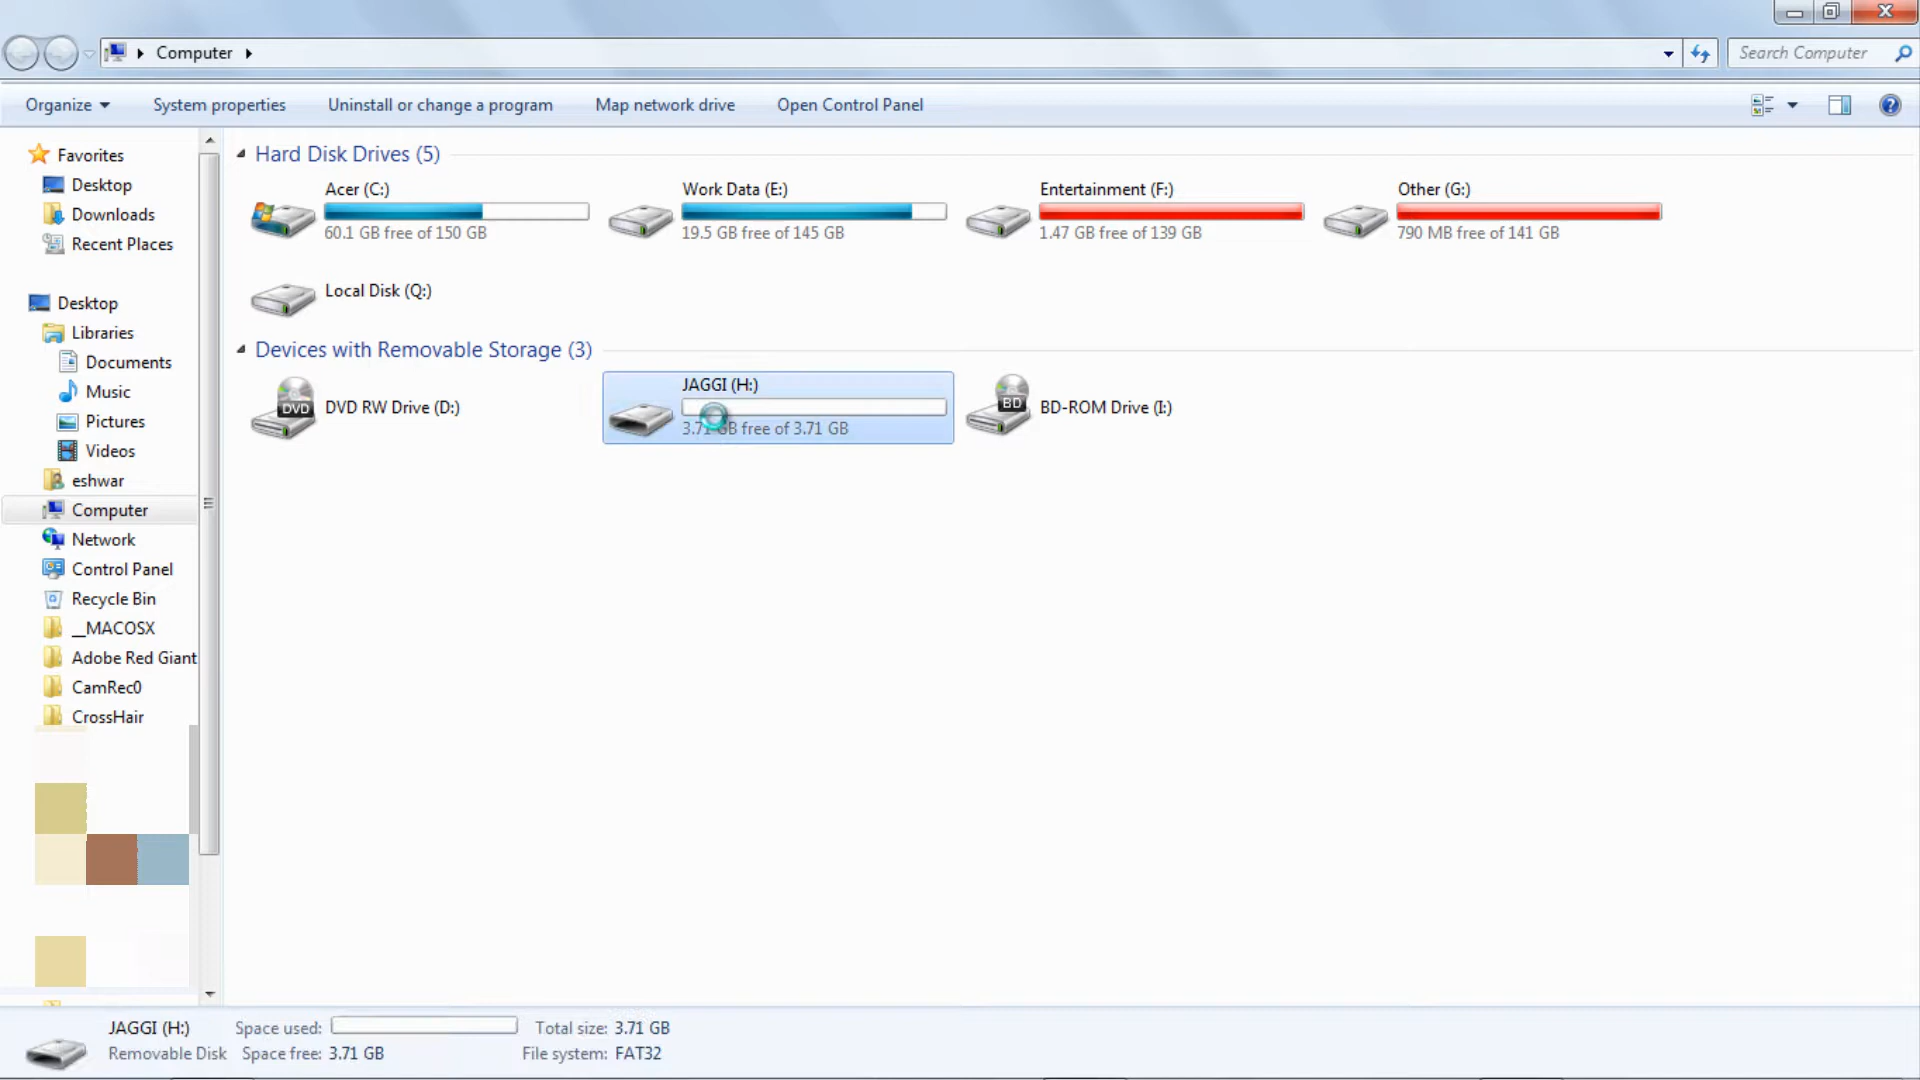 Computer
Search Computer
Organize
System properties
Uninstall or change a program
Map network drive
Open Control Panel
Favorites
Desktop
Downloads
Recent Places
Desktop
Libraries
Documents
Music
Pictures
Videos
eshwar
Computer
Network
Control Panel
Recycle Bin
__MACOSX
Adobe Red Giant
CamRec0
CrossHair
Hard Disk Drives (5)
Acer (C:)
60.1 GB free of 150 GB
Work Data (E:)
19.5 GB free of 145 GB
Entertainment (F:)
1.47 GB free of 139 GB
Other (G:)
790 MB free of 141 GB
Local Disk (Q:)
Devices with Removable Storage (3)
DVD
DVD RW Drive (D:)
JAGGI (H:)
3.71 GB free of 3.71 GB
BD
BD-ROM Drive (I:)
JAGGI (H:)
Space used:
Total size: 3.71 GB
Removable Disk
Space free: 3.71 GB
File system: FAT32